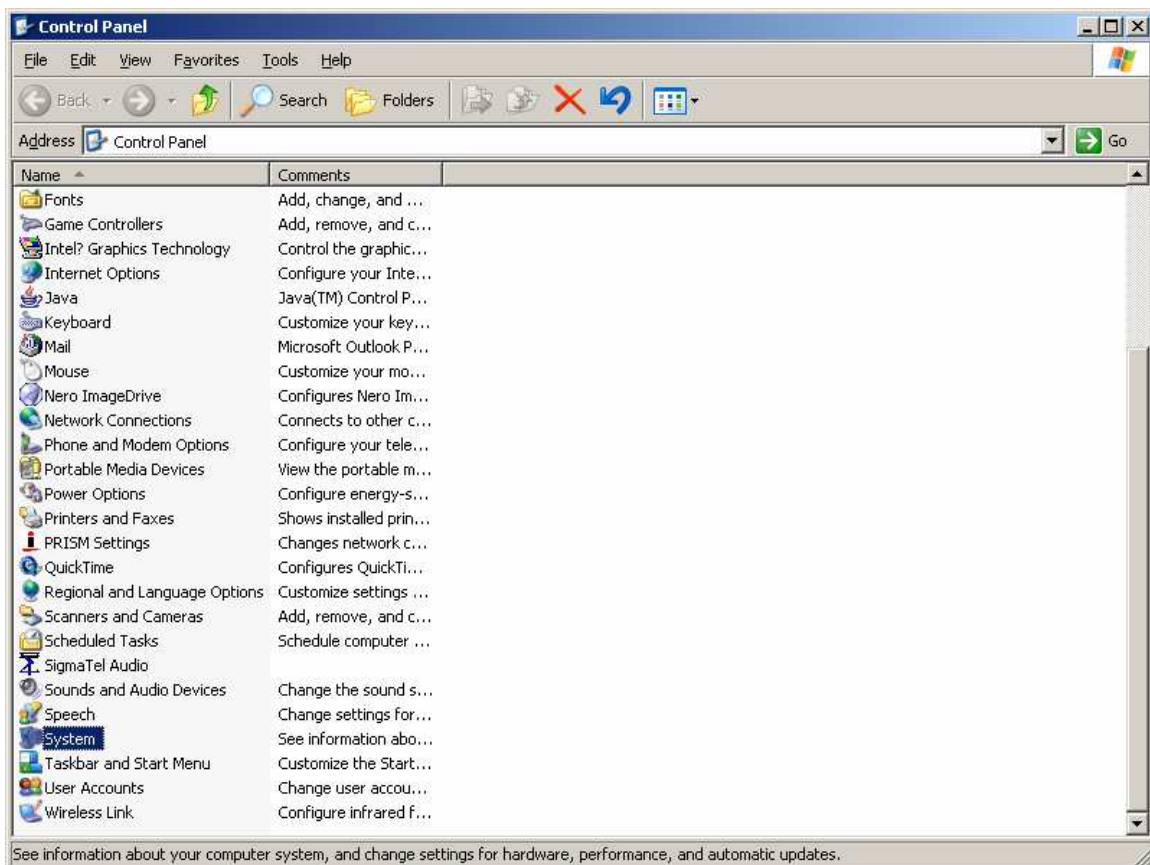 Control Panel
File Edit View Favorites Tools Help
Back Search Folders
Address Control Panel Go
Name Comments
Fonts Add, change, and ...
Game Controllers Add, remove, and c...
Intel? Graphics Technology Control the graphic...
Internet Options Configure your Inte...
Java Java(TM) Control P...
Keyboard Customize your key...
Mail Microsoft Outlook P...
Mouse Customize your mo...
Nero ImageDrive Configures Nero Im...
Network Connections Connects to other c...
Phone and Modem Options Configure your tele...
Portable Media Devices View the portable m...
Power Options Configure energy-s...
Printers and Faxes Shows installed prin...
PRISM Settings Changes network c...
QuickTime Configures QuickTi...
Regional and Language Options Customize settings ...
Scanners and Cameras Add, remove, and c...
Scheduled Tasks Schedule computer ...
SigmaTel Audio
Sounds and Audio Devices Change the sound s...
Speech Change settings for...
System See information abo...
Taskbar and Start Menu Customize the Start...
User Accounts Change user accou...
Wireless Link Configure infrared f...
See information about your computer system, and change settings for hardware, performance, and automatic updates.